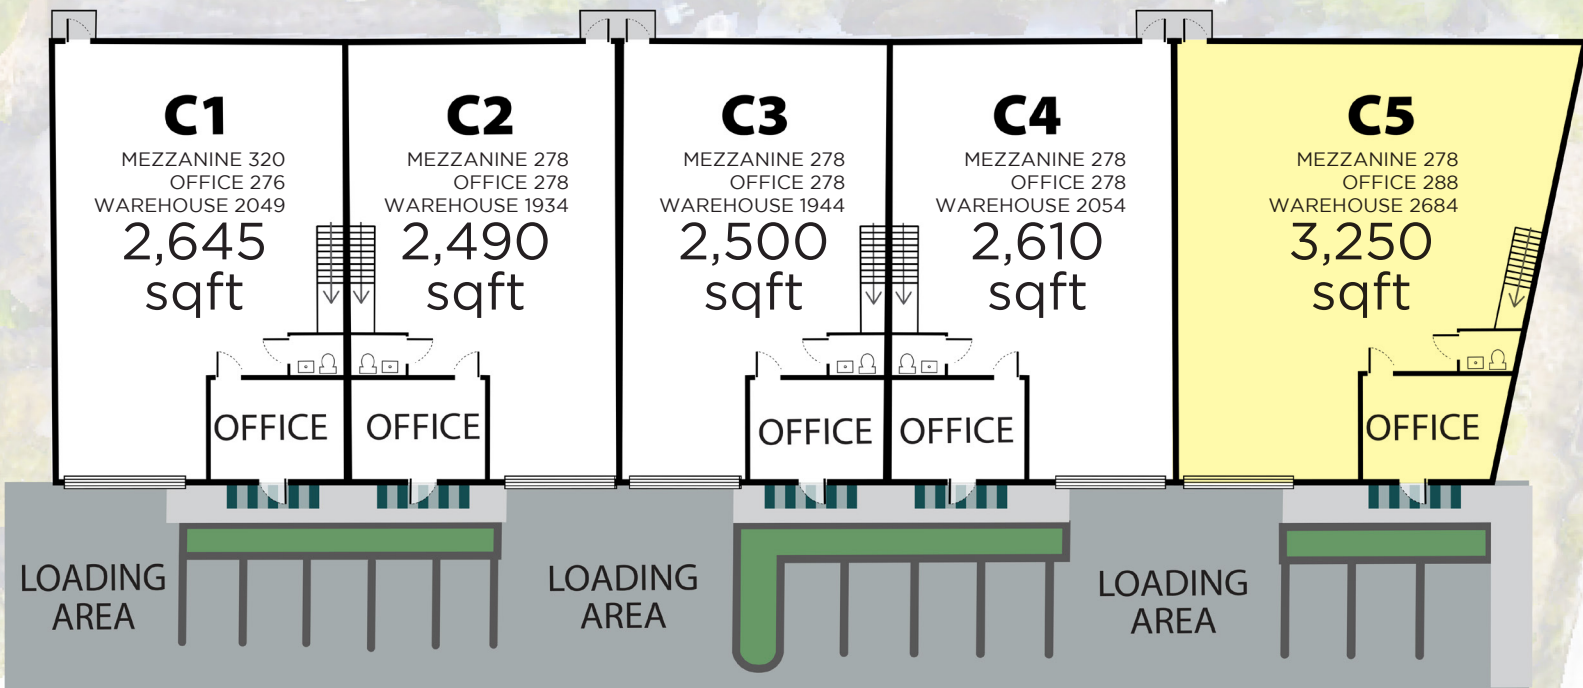 C1
MEZZANINE 320
OFFICE 276
WAREHOUSE 2049
2,645
sqft
C2
MEZZANINE 278
OFFICE 278
WAREHOUSE 1934
2,490
sqft
C3
MEZZANINE 278
OFFICE 278
WAREHOUSE 1944
2,500
sqft
C4
MEZZANINE 278
OFFICE 278
WAREHOUSE 2054
2,610
sqft
C5
MEZZANINE 278
OFFICE 288
WAREHOUSE 2684
3,250
sqft
OFFICE
OFFICE
OFFICE
OFFICE
OFFICE
LOADING
AREA
LOADING
AREA
LOADING
AREA